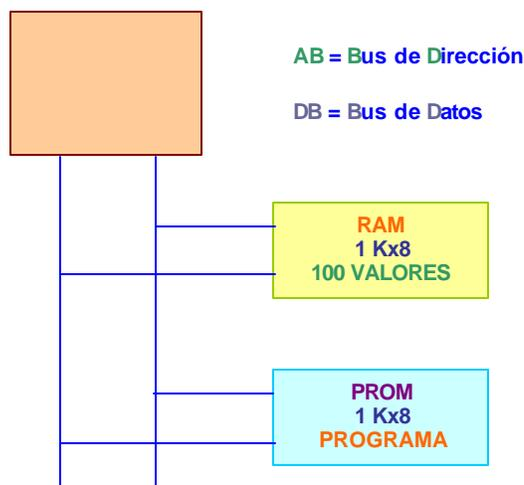 AB = Bus de Dirección
DB = Bus de Datos
RAM
1 Kx8
100 VALORES
PROM
1 Kx8
PROGRAMA